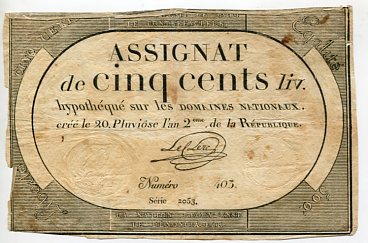 ASSIGNAT
de cinq cents liv.
hypothéqué sur les DOMAINES NATIONAUX.
créé le 20. Pluviôse l'an 2.me de la RÉPUBLIQUE.
Numéro 403.
Série 2053.